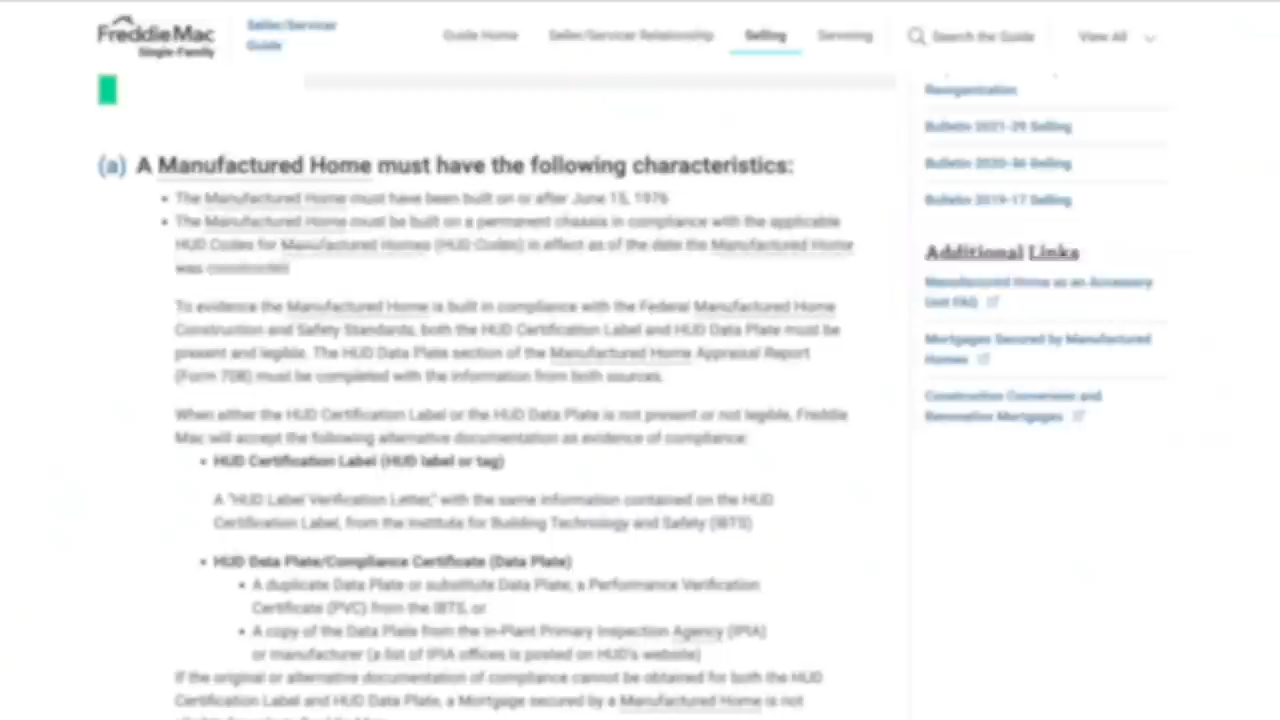 FreddieMac
Single-Family
Seller/Servicer
Guide
Guide Home
Seller/Servicer Relationship
Selling
Servicing
Search the Guide
View All
Reorganization
Bulletin 2021-29 Selling
Bulletin 2020-36 Selling
Bulletin 2019-17 Selling
Additional Links
Manufactured Home as an Accessory
Unit FAQ
Mortgages Secured by Manufactured
Homes
Construction Conversion and
Renovation Mortgages
(a) A Manufactured Home must have the following characteristics:
• The Manufactured Home must have been built on or after June 15, 1976
• The Manufactured Home must be built on a permanent chassis in compliance with the applicable
HUD Codes for Manufactured Homes (HUD Codes) in effect as of the date the Manufactured Home
was constructed
To evidence the Manufactured Home is built in compliance with the Federal Manufactured Home
Construction and Safety Standards, both the HUD Certification Label and HUD Data Plate must be
present and legible. The HUD Data Plate section of the Manufactured Home Appraisal Report
(Form 70B) must be completed with the information from both sources.
When either the HUD Certification Label or the HUD Data Plate is not present or not legible, Freddie
Mac will accept the following alternative documentation as evidence of compliance:
• HUD Certification Label (HUD label or tag)
A "HUD Label Verification Letter," with the same information contained on the HUD
Certification Label, from the Institute for Building Technology and Safety (IBTS)
• HUD Data Plate/Compliance Certificate (Data Plate)
• A duplicate Data Plate or substitute Data Plate, a Performance Verification
Certificate (PVC) from the IBTS, or
• A copy of the Data Plate from the In-Plant Primary Inspection Agency (IPIA)
or manufacturer (a list of IPIA offices is posted on HUD's website)
If the original or alternative documentation of compliance cannot be obtained for both the HUD
Certification Label and HUD Data Plate, a Mortgage secured by a Manufactured Home is not